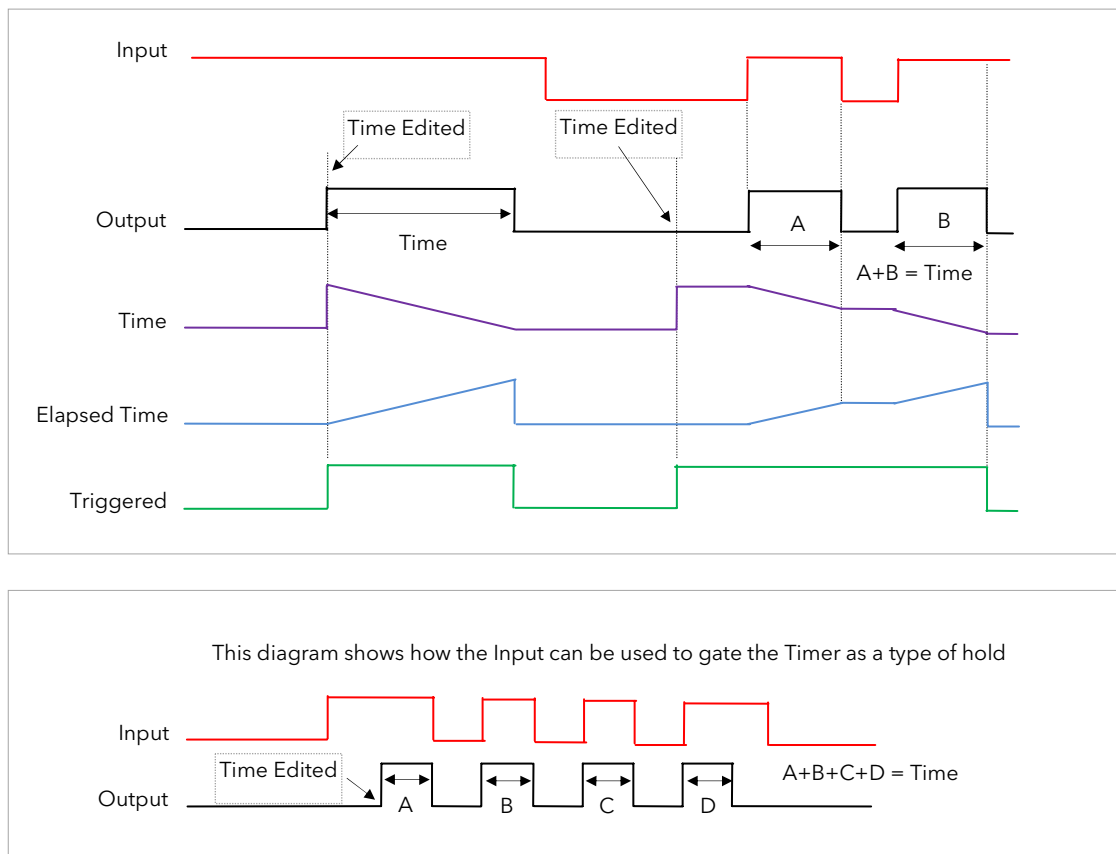 Input
Time Edited
Time Edited
Output
Time
A
B
A+B = Time
Time
Elapsed Time
Triggered
This diagram shows how the Input can be used to gate the Timer as a type of hold
Input
Time Edited
A+B+C+D = Time
Output
A
B
C
D